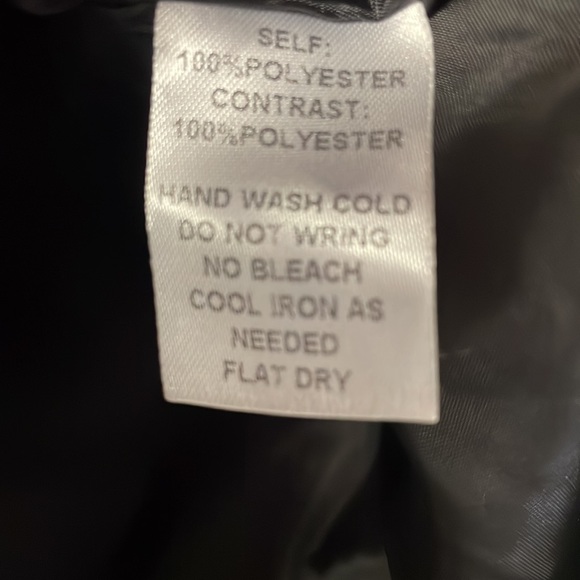 SELF:
100%POLYESTER
CONTRAST:
100%POLYESTER
HAND WASH COLD
DO NOT WRING
NO BLEACH
COOL IRON AS
NEEDED
FLAT DRY